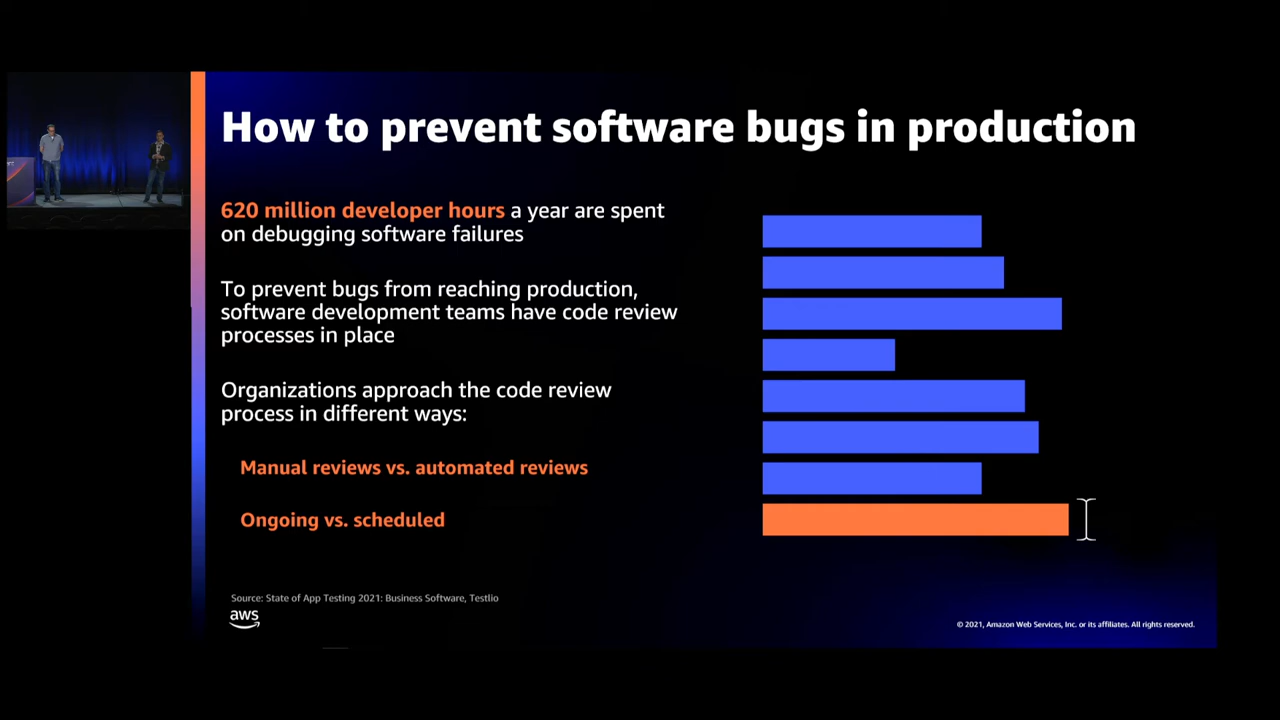 How to prevent software bugs in production
620 million developer hours a year are spent
on debugging software failures
To prevent bugs from reaching production,
software development teams have code review
processes in place
Organizations approach the code review
process in different ways:
Manual reviews vs. automated reviews
Ongoing vs. scheduled
Source: State of App Testing 2021: Business Software, Testlio
aws
© 2021, Amazon Web Services, Inc. or its affiliates. All rights reserved.